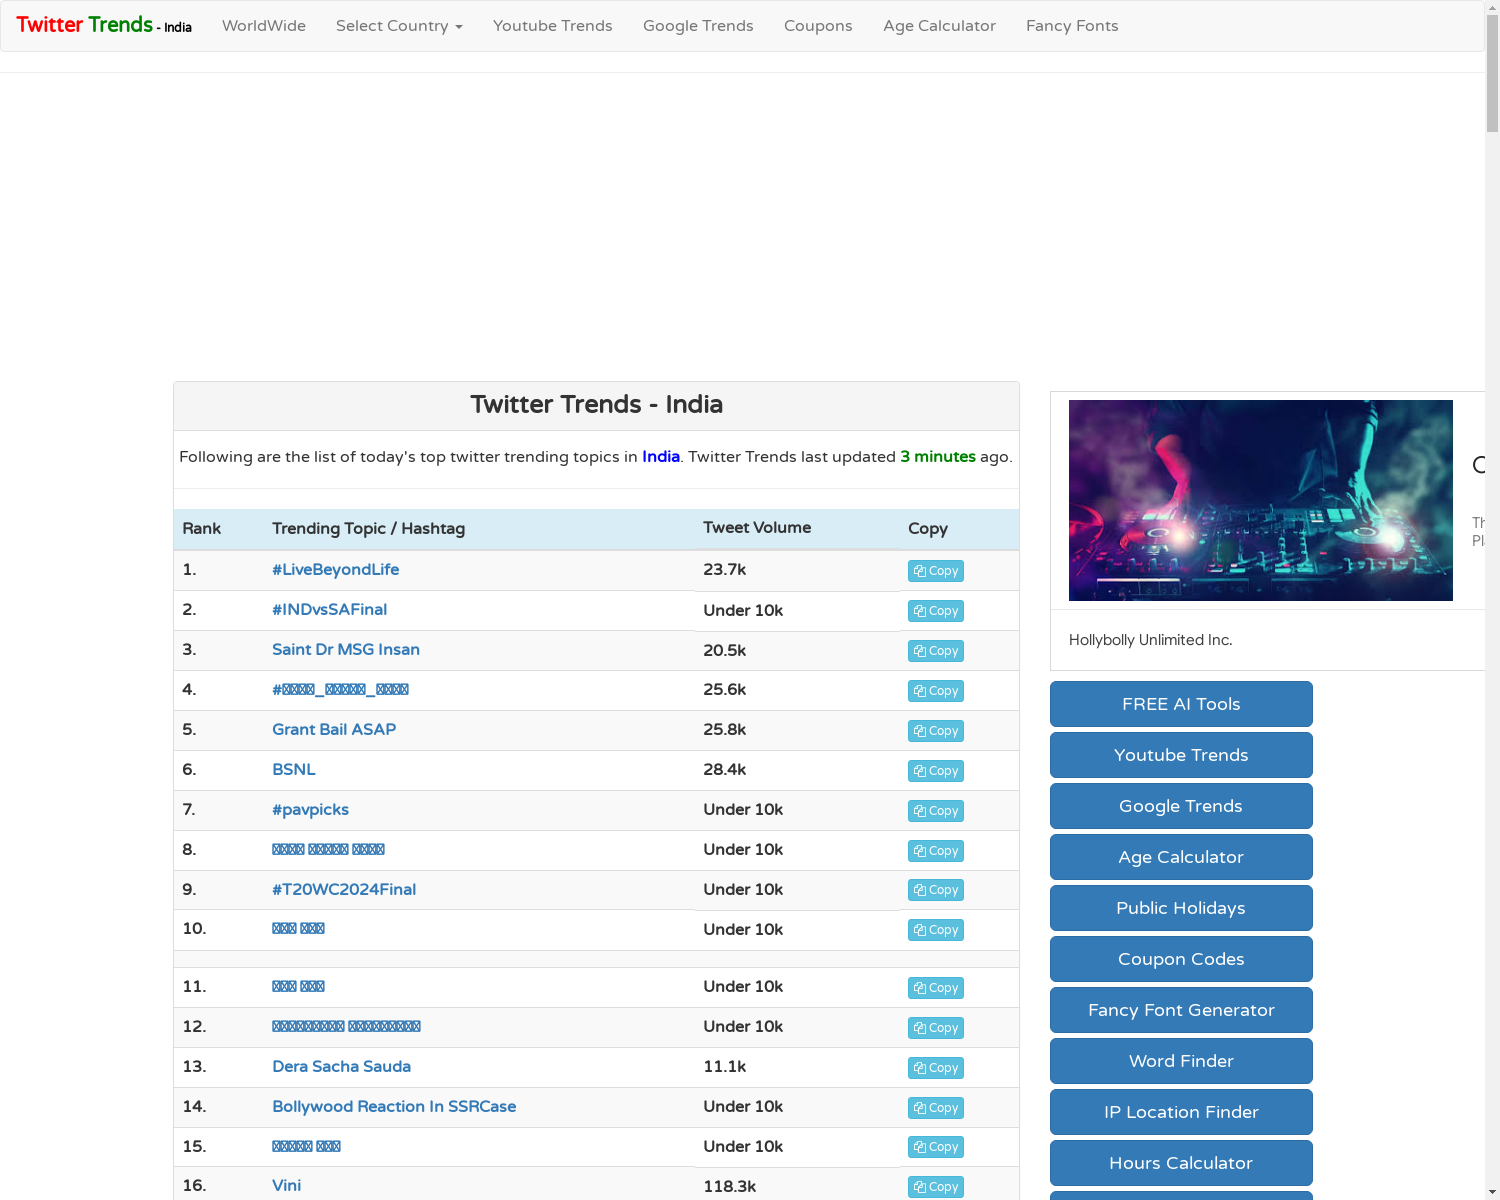 Twitter Trends - India WorldWide Select Country Youtube Trends Google Trends Coupons Age Calculator Fancy Fonts
Twitter Trends - India
Following are the list of today's top twitter trending topics in India. Twitter Trends last updated 3 minutes ago.
Rank Trending Topic / Hashtag Tweet Volume Copy
1. #LiveBeyondLife 23.7k Copy
2. #INDvsSAFinal Under 10k Copy
3. Saint Dr MSG Insan 20.5k Copy
4. 25.6k Copy
5. Grant Bail ASAP 25.8k Copy
6. BSNL 28.4k Copy
7. #pavpicks Under 10k Copy
8. Under 10k Copy
9. #T20WC2024Final Under 10k Copy
10. Under 10k Copy
11. Under 10k Copy
12. Under 10k Copy
13. Dera Sacha Sauda 11.1k Copy
14. Bollywood Reaction In SSRCase Under 10k Copy
15. Under 10k Copy
16. Vini 118.3k Copy
Hollybolly Unlimited Inc.
FREE AI Tools
Youtube Trends
Google Trends
Age Calculator
Public Holidays
Coupon Codes
Fancy Font Generator
Word Finder
IP Location Finder
Hours Calculator